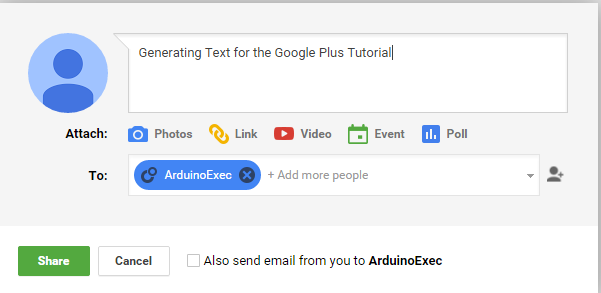 Generating Text for the Google Plus Tutorial
Attach: Photos Link Video Event Poll
To: ArduinoExec + Add more people
Share Cancel Also send email from you to ArduinoExec